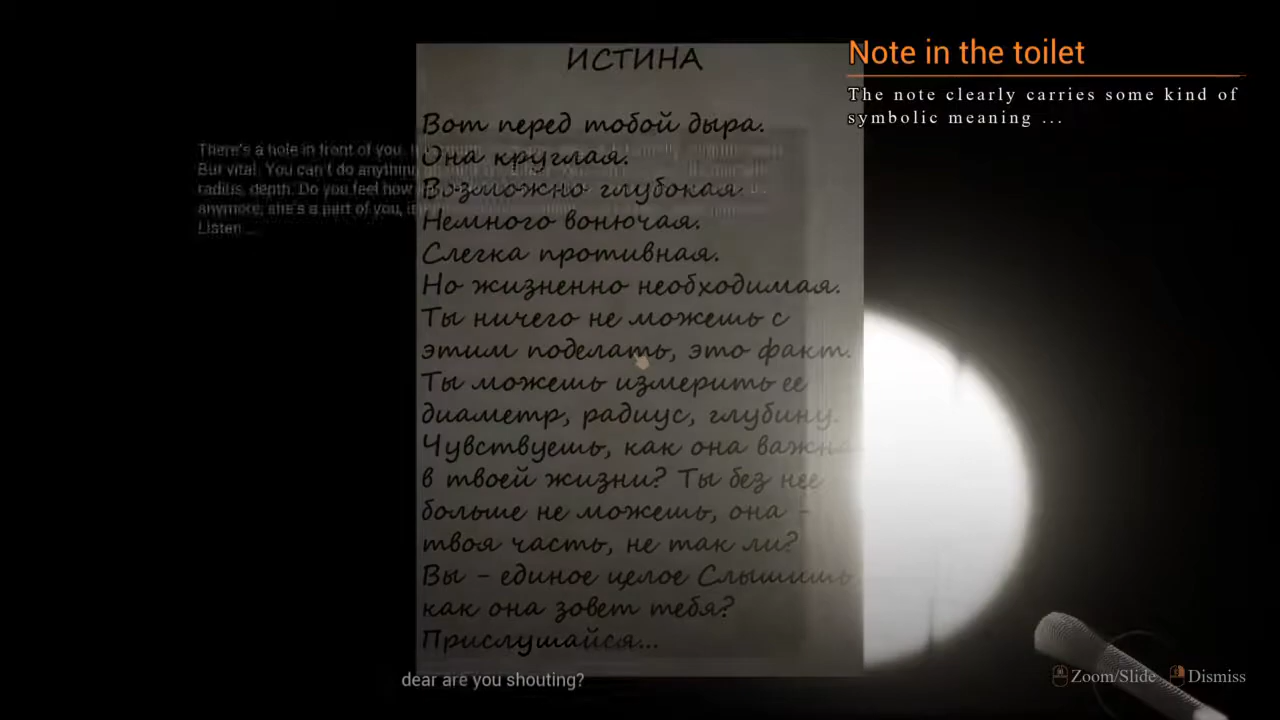 Note in the toilet
The note clearly carries some kind of
symbolic meaning ...
ИСТИНА
Вот перед тобой дыра.
Она круглая.
Возможно глубокая
Немного вонючая.
Слегка противная.
Но жизненно необходимая.
Ты ничего не можешь с
этим поделать, это факт.
Ты можешь измерить ее
диаметр, радиус, глубину.
Чувствуешь, как она важна
в твоей жизни? Ты без нее
больше не можешь, она -
твоя часть, не так ли?
Вы - единое целое Слышишь
как она зовет тебя?
Прислушайся...
There's a hole in front of you.
But vital. You can't do anything
radius, depth. Do you feel how
anymore, she's a part of you,
Listen ...
dear are you shouting?
Zoom/Slide
Dismiss